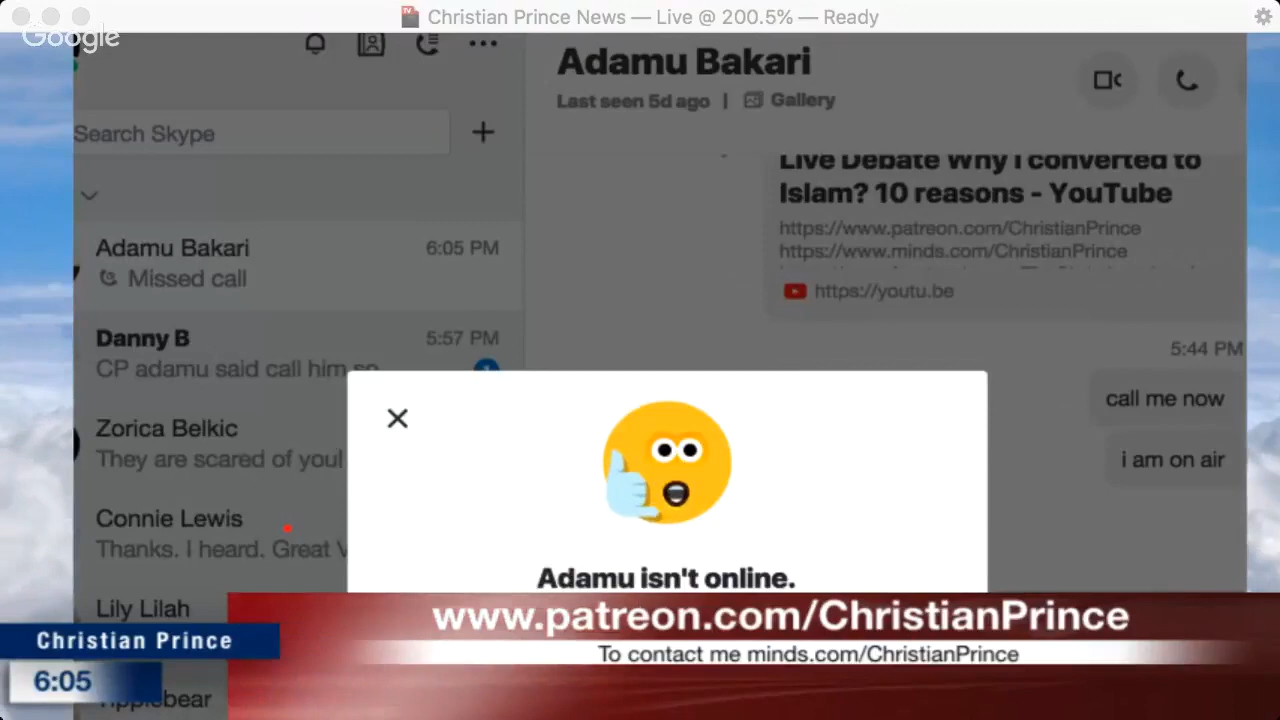 Christian Prince News — Live @ 200.5% — Ready
Google
Adamu Bakari
Last seen 5d ago | Gallery
Search Skype
Live Debate Why I converted to
Islam? 10 reasons - YouTube
https://www.patreon.com/ChristianPrince
https://www.minds.com/ChristianPrince
https://youtu.be
Adamu Bakari 6:05 PM
Missed call
Danny B 5:57 PM
CP adamu said call him so
5:44 PM
call me now
i am on air
Zorica Belkic
They are scared of you!
Connie Lewis
Thanks. I heard. Great
Adamu isn't online.
Lily Lilah
www.patreon.com/ChristianPrince
Christian Prince
To contact me minds.com/ChristianPrince
6:05